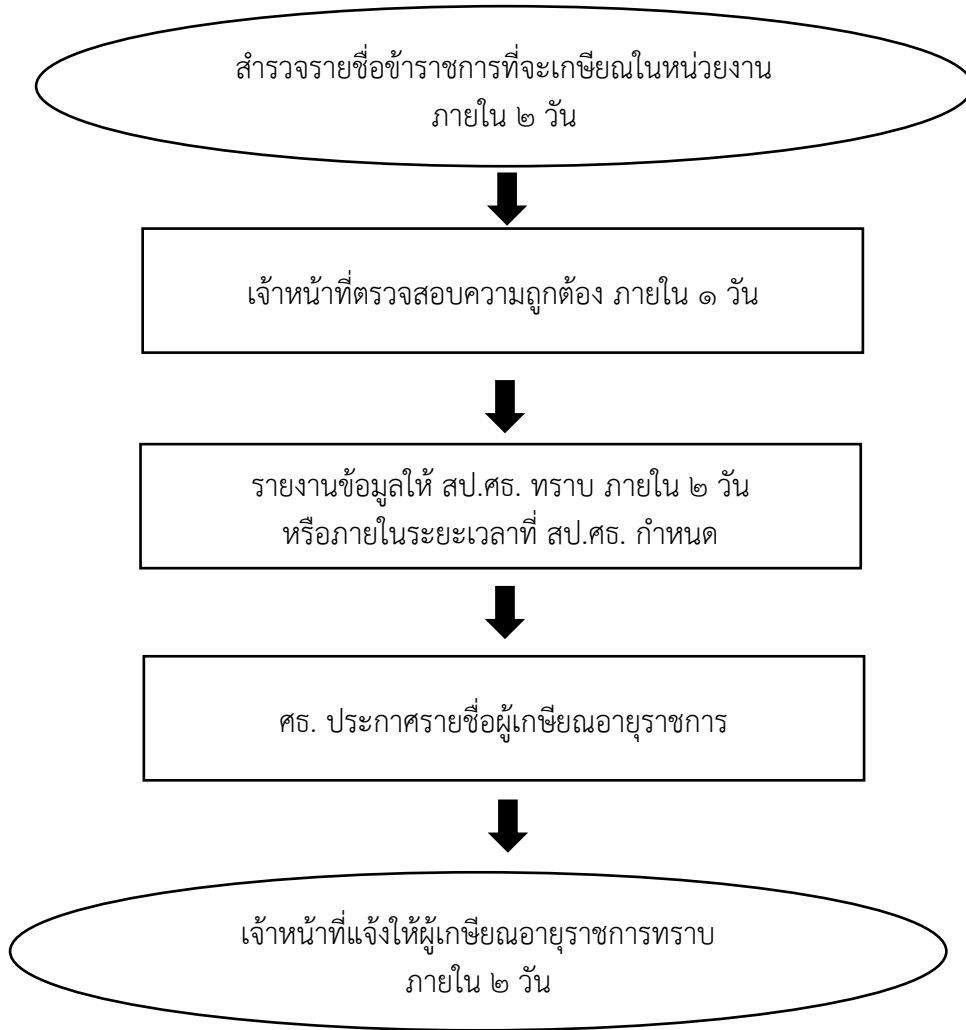 สำรวจรายชื่อข้าราชการที่จะเกษียณในหน่วยงาน
ภายใน ๒ วัน
เจ้าหน้าที่ตรวจสอบความถูกต้อง ภายใน ๑ วัน
รายงานข้อมูลให้ สป.ศธ. ทราบ ภายใน ๒ วัน
หรือภายในระยะเวลาที่ สป.ศธ. กำหนด
ศธ. ประกาศรายชื่อผู้เกษียณอายุราชการ
เจ้าหน้าที่แจ้งให้ผู้เกษียณอายุราชการทราบ
ภายใน ๒ วัน